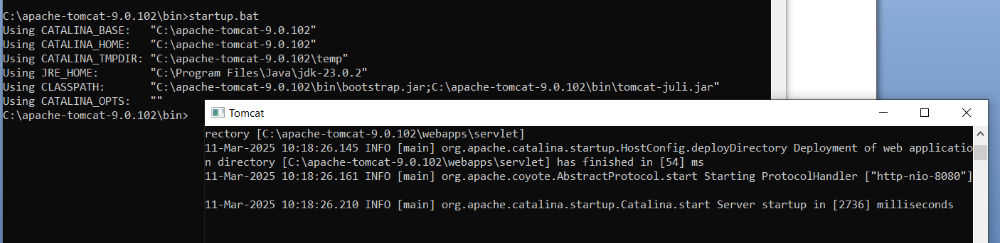 C:\apache-tomcat-9.0.102\bin>startup.bat
Using CATALINA_BASE:   "C:\apache-tomcat-9.0.102"
Using CATALINA_HOME:   "C:\apache-tomcat-9.0.102"
Using CATALINA_TMPDIR: "C:\apache-tomcat-9.0.102\temp"
Using JRE_HOME:        "C:\Program Files\Java\jdk-23.0.2"
Using CLASSPATH:       "C:\apache-tomcat-9.0.102\bin\bootstrap.jar;C:\apache-tomcat-9.0.102\bin\tomcat-juli.jar"
Using CATALINA_OPTS:   ""
C:\apache-tomcat-9.0.102\bin>
Tomcat
rectory [C:\apache-tomcat-9.0.102\webapps\servlet]
11-Mar-2025 10:18:26.145 INFO [main] org.apache.catalina.startup.HostConfig.deployDirectory Deployment of web applicatio
n directory [C:\apache-tomcat-9.0.102\webapps\servlet] has finished in [54] ms
11-Mar-2025 10:18:26.161 INFO [main] org.apache.coyote.AbstractProtocol.start Starting ProtocolHandler ["http-nio-8080"]
11-Mar-2025 10:18:26.210 INFO [main] org.apache.catalina.startup.Catalina.start Server startup in [2736] milliseconds